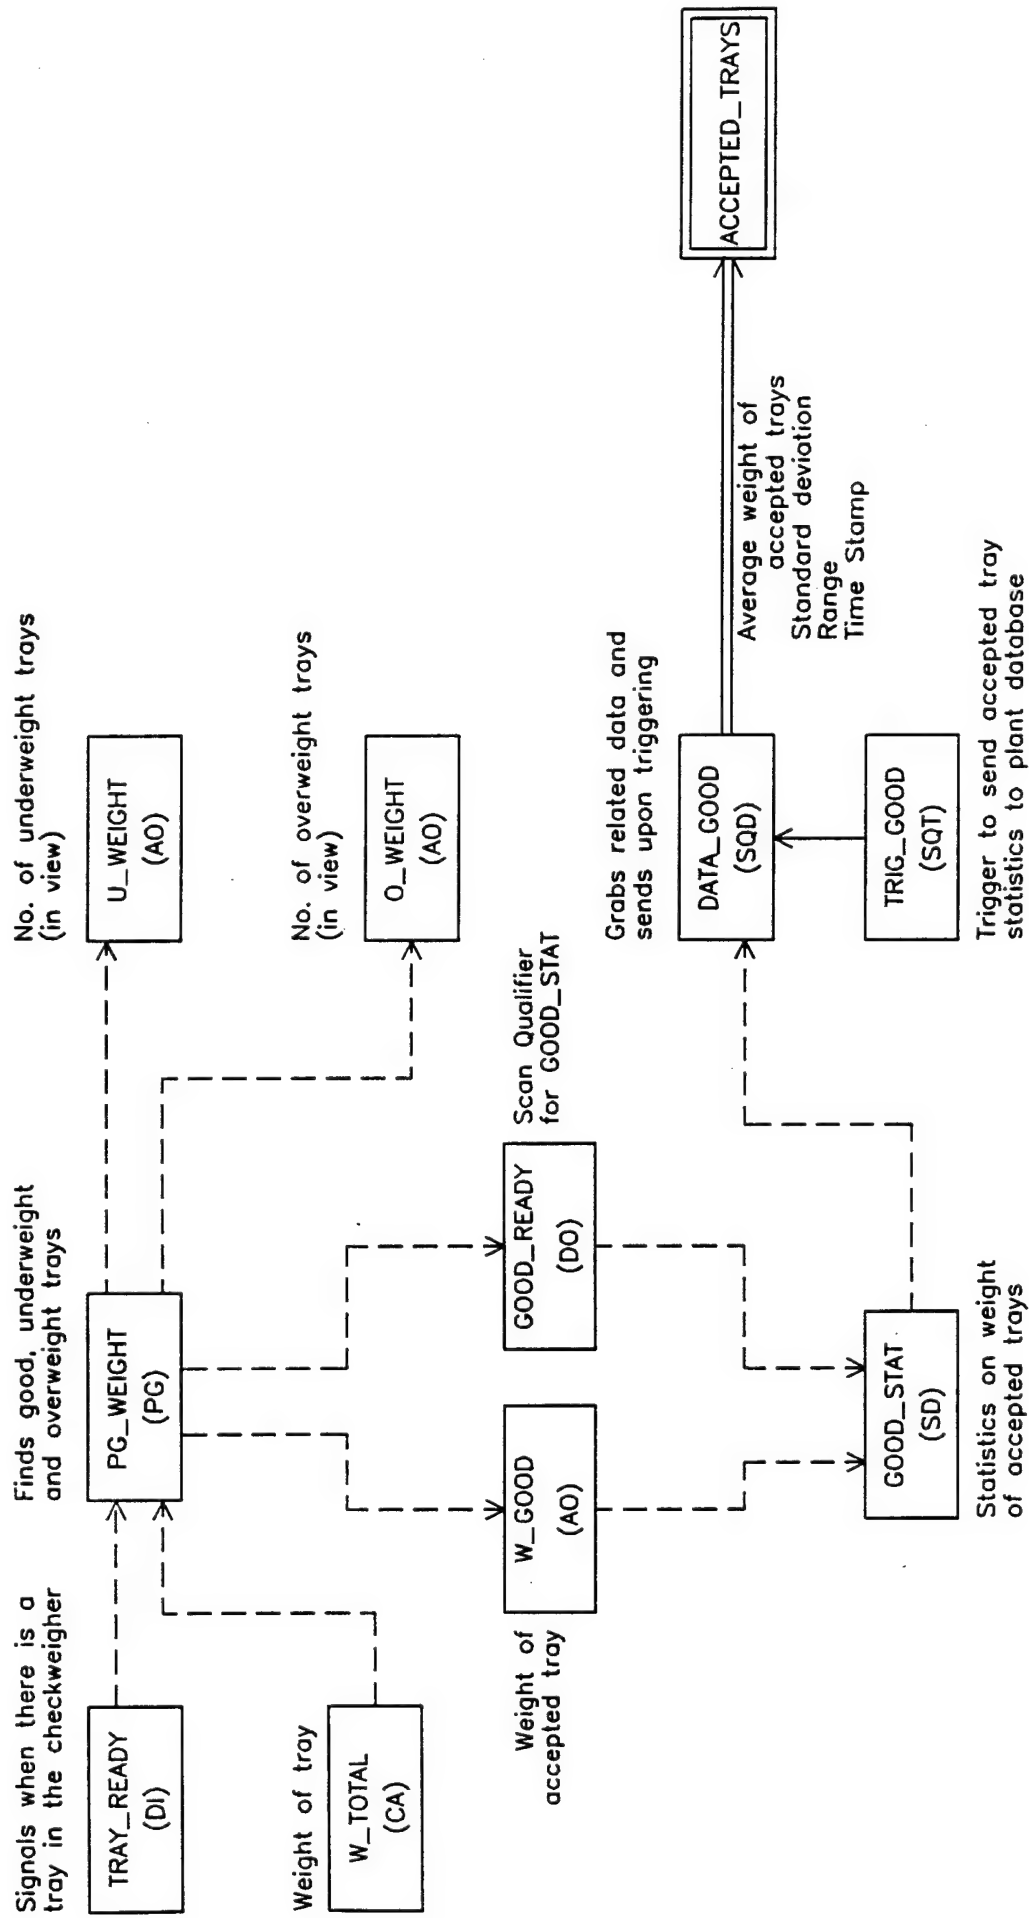 Signals when there is a
tray in the checkweigher
TRAY_READY
(DI)
Weight of tray
W_TOTAL
(CA)
Finds good, underweight
and overweight trays
PG_WEIGHT
(PG)
No. of underweight trays
(in view)
U_WEIGHT
(AO)
No. of overweight trays
(in view)
O_WEIGHT
(AO)
Weight of
accepted tray
W_GOOD
(AO)
GOOD_READY
(DO)
Scan Qualifier
for GOOD_STAT
GOOD_STAT
(SD)
Statistics on weight
of accepted trays
Grabs related data and
sends upon triggering
DATA_GOOD
(SQD)
TRIG_GOOD
(SQT)
Trigger to send accepted tray
statistics to plant database
Average weight of
accepted trays
Standard deviation
Range
Time Stamp
ACCEPTED_TRAYS